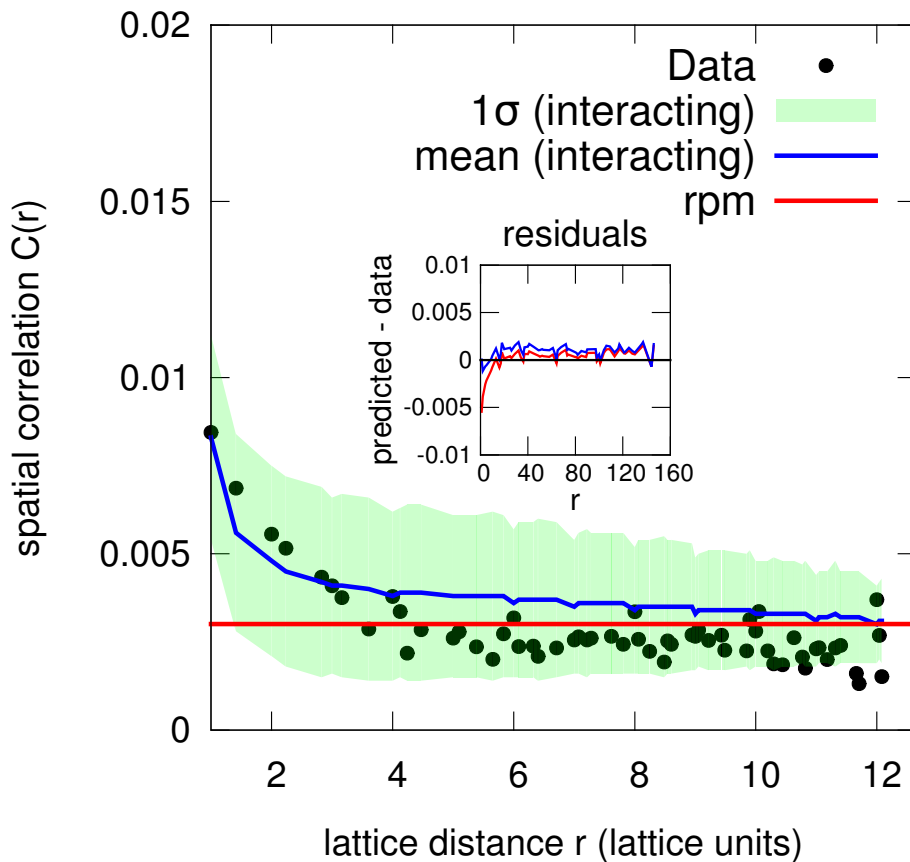 0.02
Data
1σ (interacting)
mean (interacting)
0.015
rpm
residuals
0.01
0.005
0
-0.005
-0.01
predicted - data
0 40 80 120 160
r
0.01
0.005
0
spatial correlation C(r)
2 4 6 8 10 12
lattice distance r (lattice units)